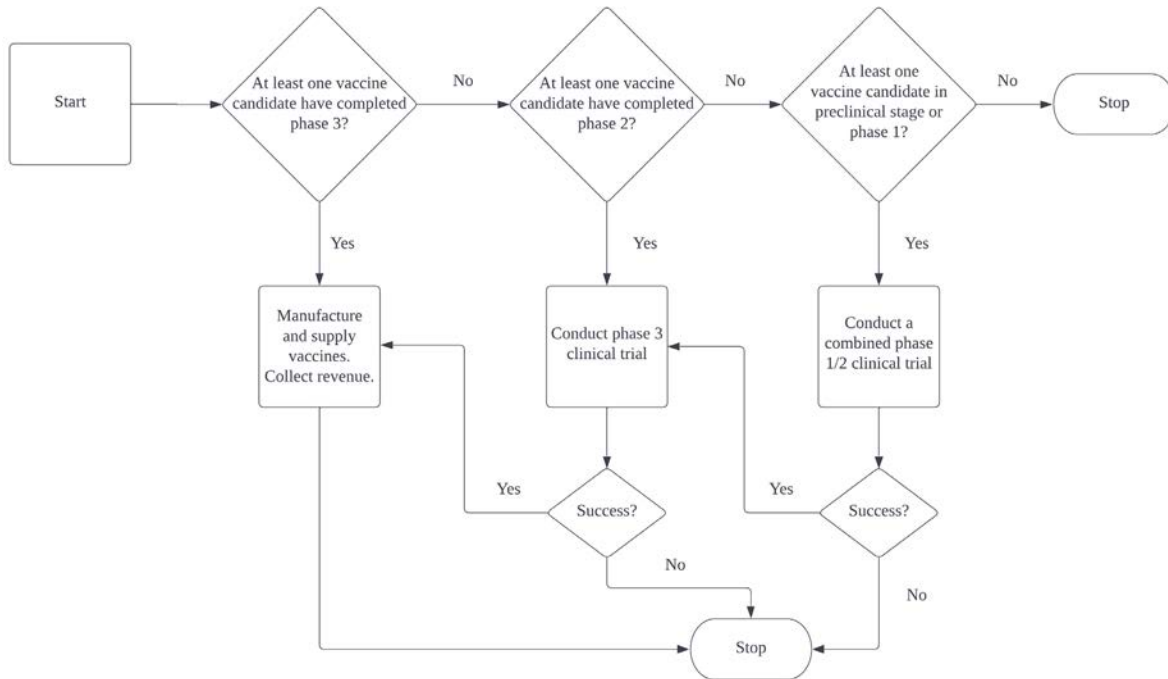 Start
At least one vaccine
candidate have completed
phase 3?
No
At least one vaccine
candidate have completed
phase 2?
No
At least one
vaccine candidate in
preclinical stage or
phase 1?
No
Stop
Yes
Yes
Yes
Manufacture
and supply
vaccines.
Collect revenue.
Conduct phase 3
clinical trial
Conduct a
combined phase
1/2 clinical trial
Yes
Success?
Yes
Success?
No
No
Stop